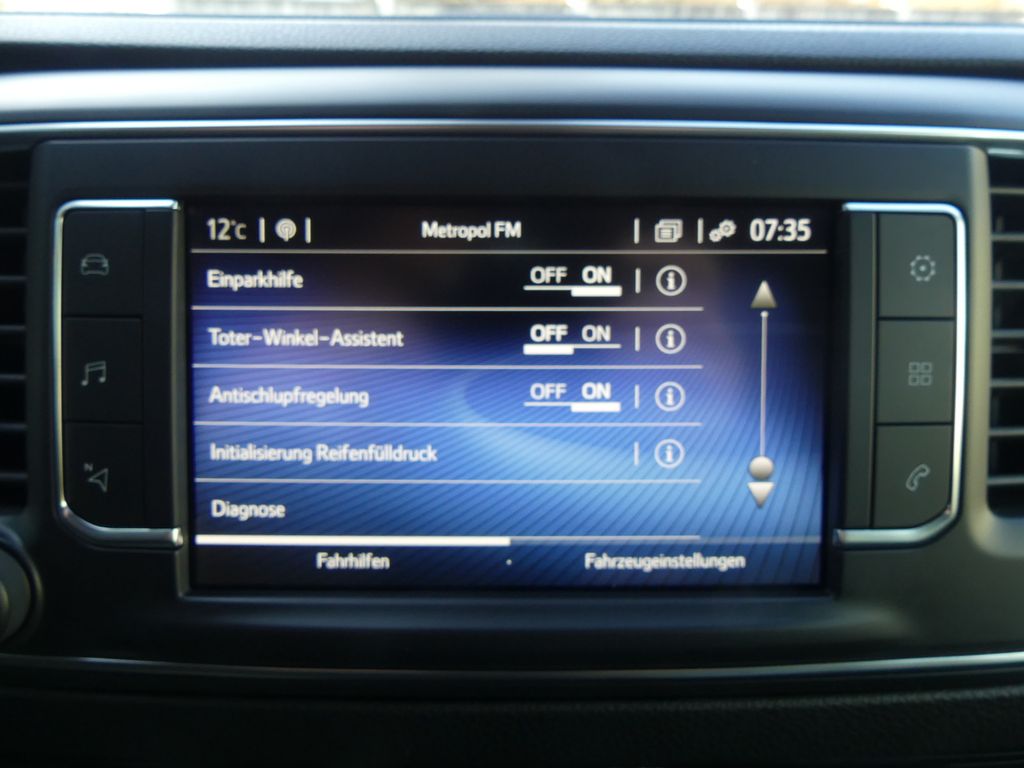 12°C Metropol FM 07:35
Einparkhilfe OFF ON
Toter-Winkel-Assistent OFF ON
Antischlupfregelung OFF ON
Initialisierung Reifenfülldruck
Diagnose
Fahrhilfen Fahrzeugeinstellungen
N